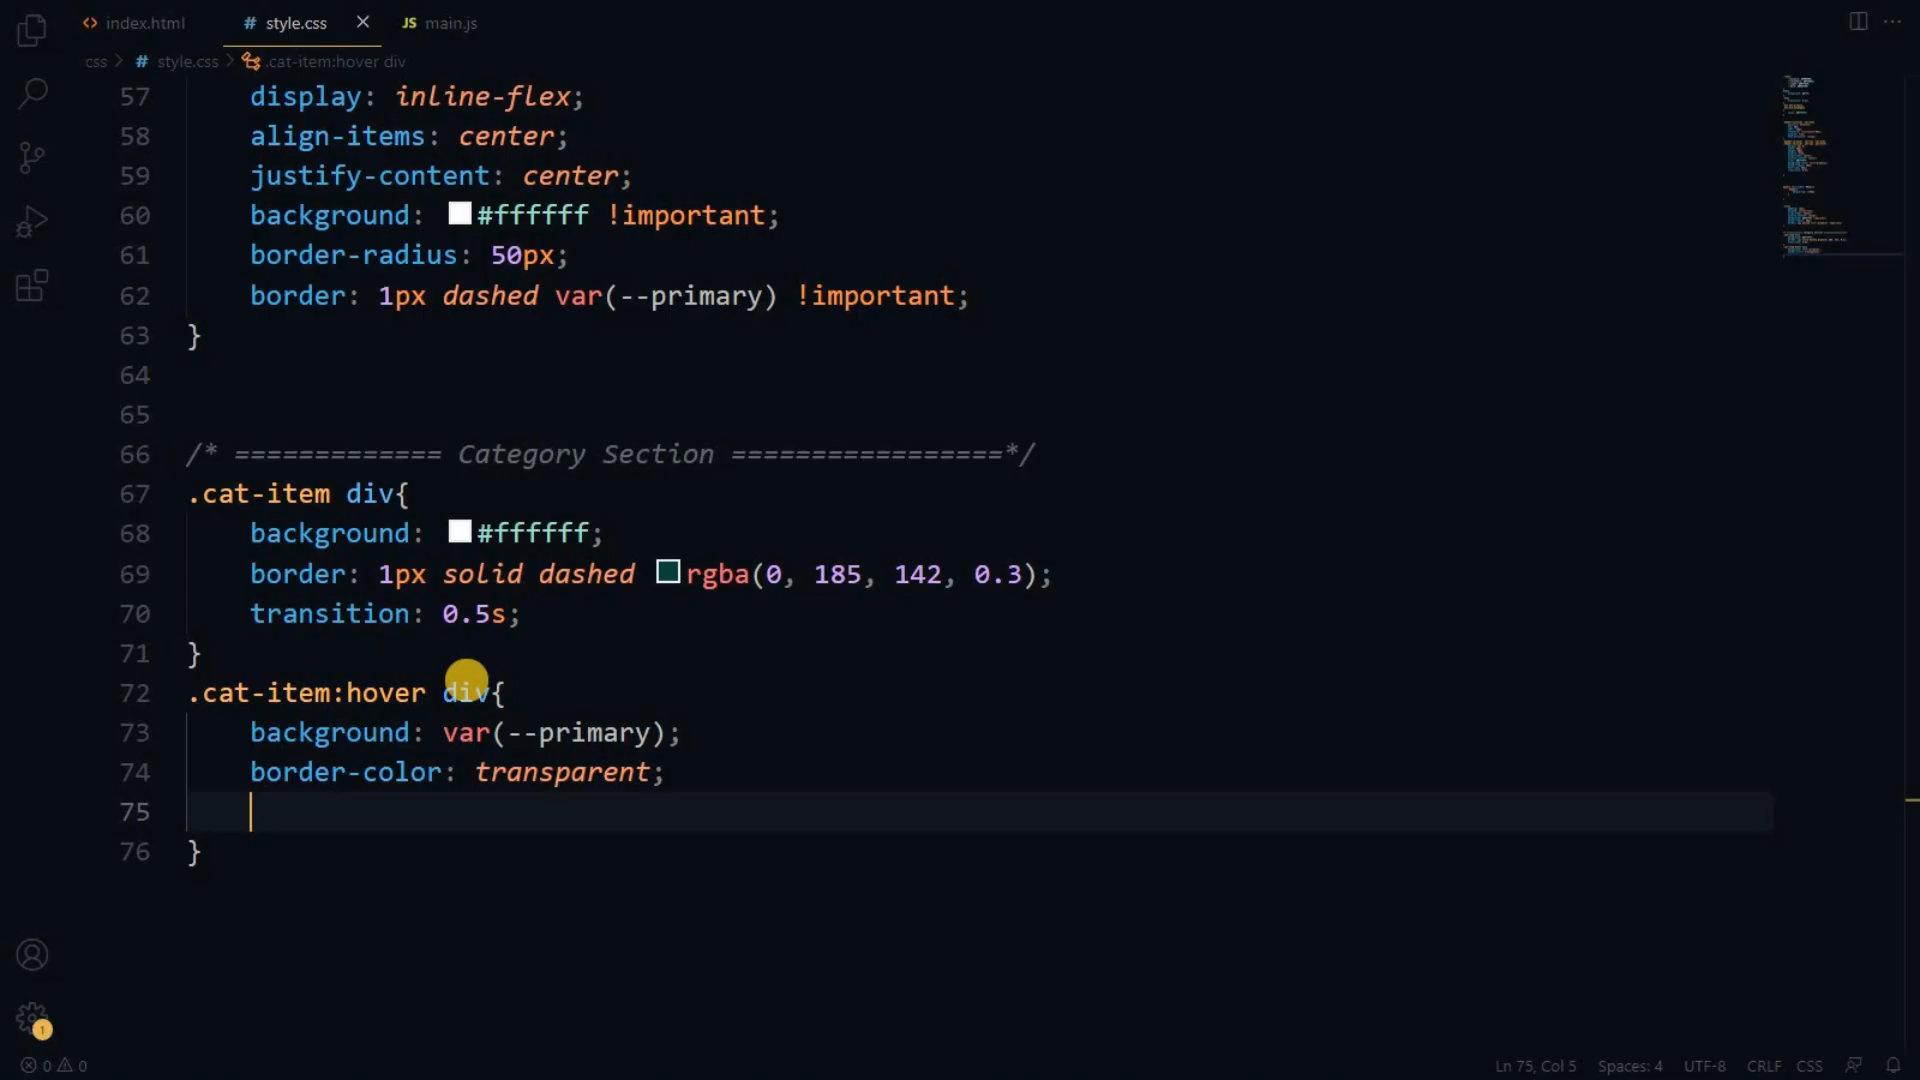 index.html
# style.css
JS main.js
css > # style.css > .cat-item:hover div
57 display: inline-flex;
58 align-items: center;
59 justify-content: center;
60 background: #ffffff !important;
61 border-radius: 50px;
62 border: 1px dashed var(--primary) !important;
63 }
64
65
66 /* ============= Category Section =================*/
67 .cat-item div{
68 background: #ffffff;
69 border: 1px solid dashed rgba(0, 185, 142, 0.3);
70 transition: 0.5s;
71 }
72 .cat-item:hover div{
73 background: var(--primary);
74 border-color: transparent;
75
76 }
1
0 0 Ln 75, Col 5 Spaces: 4 UTF-8 CRLF CSS